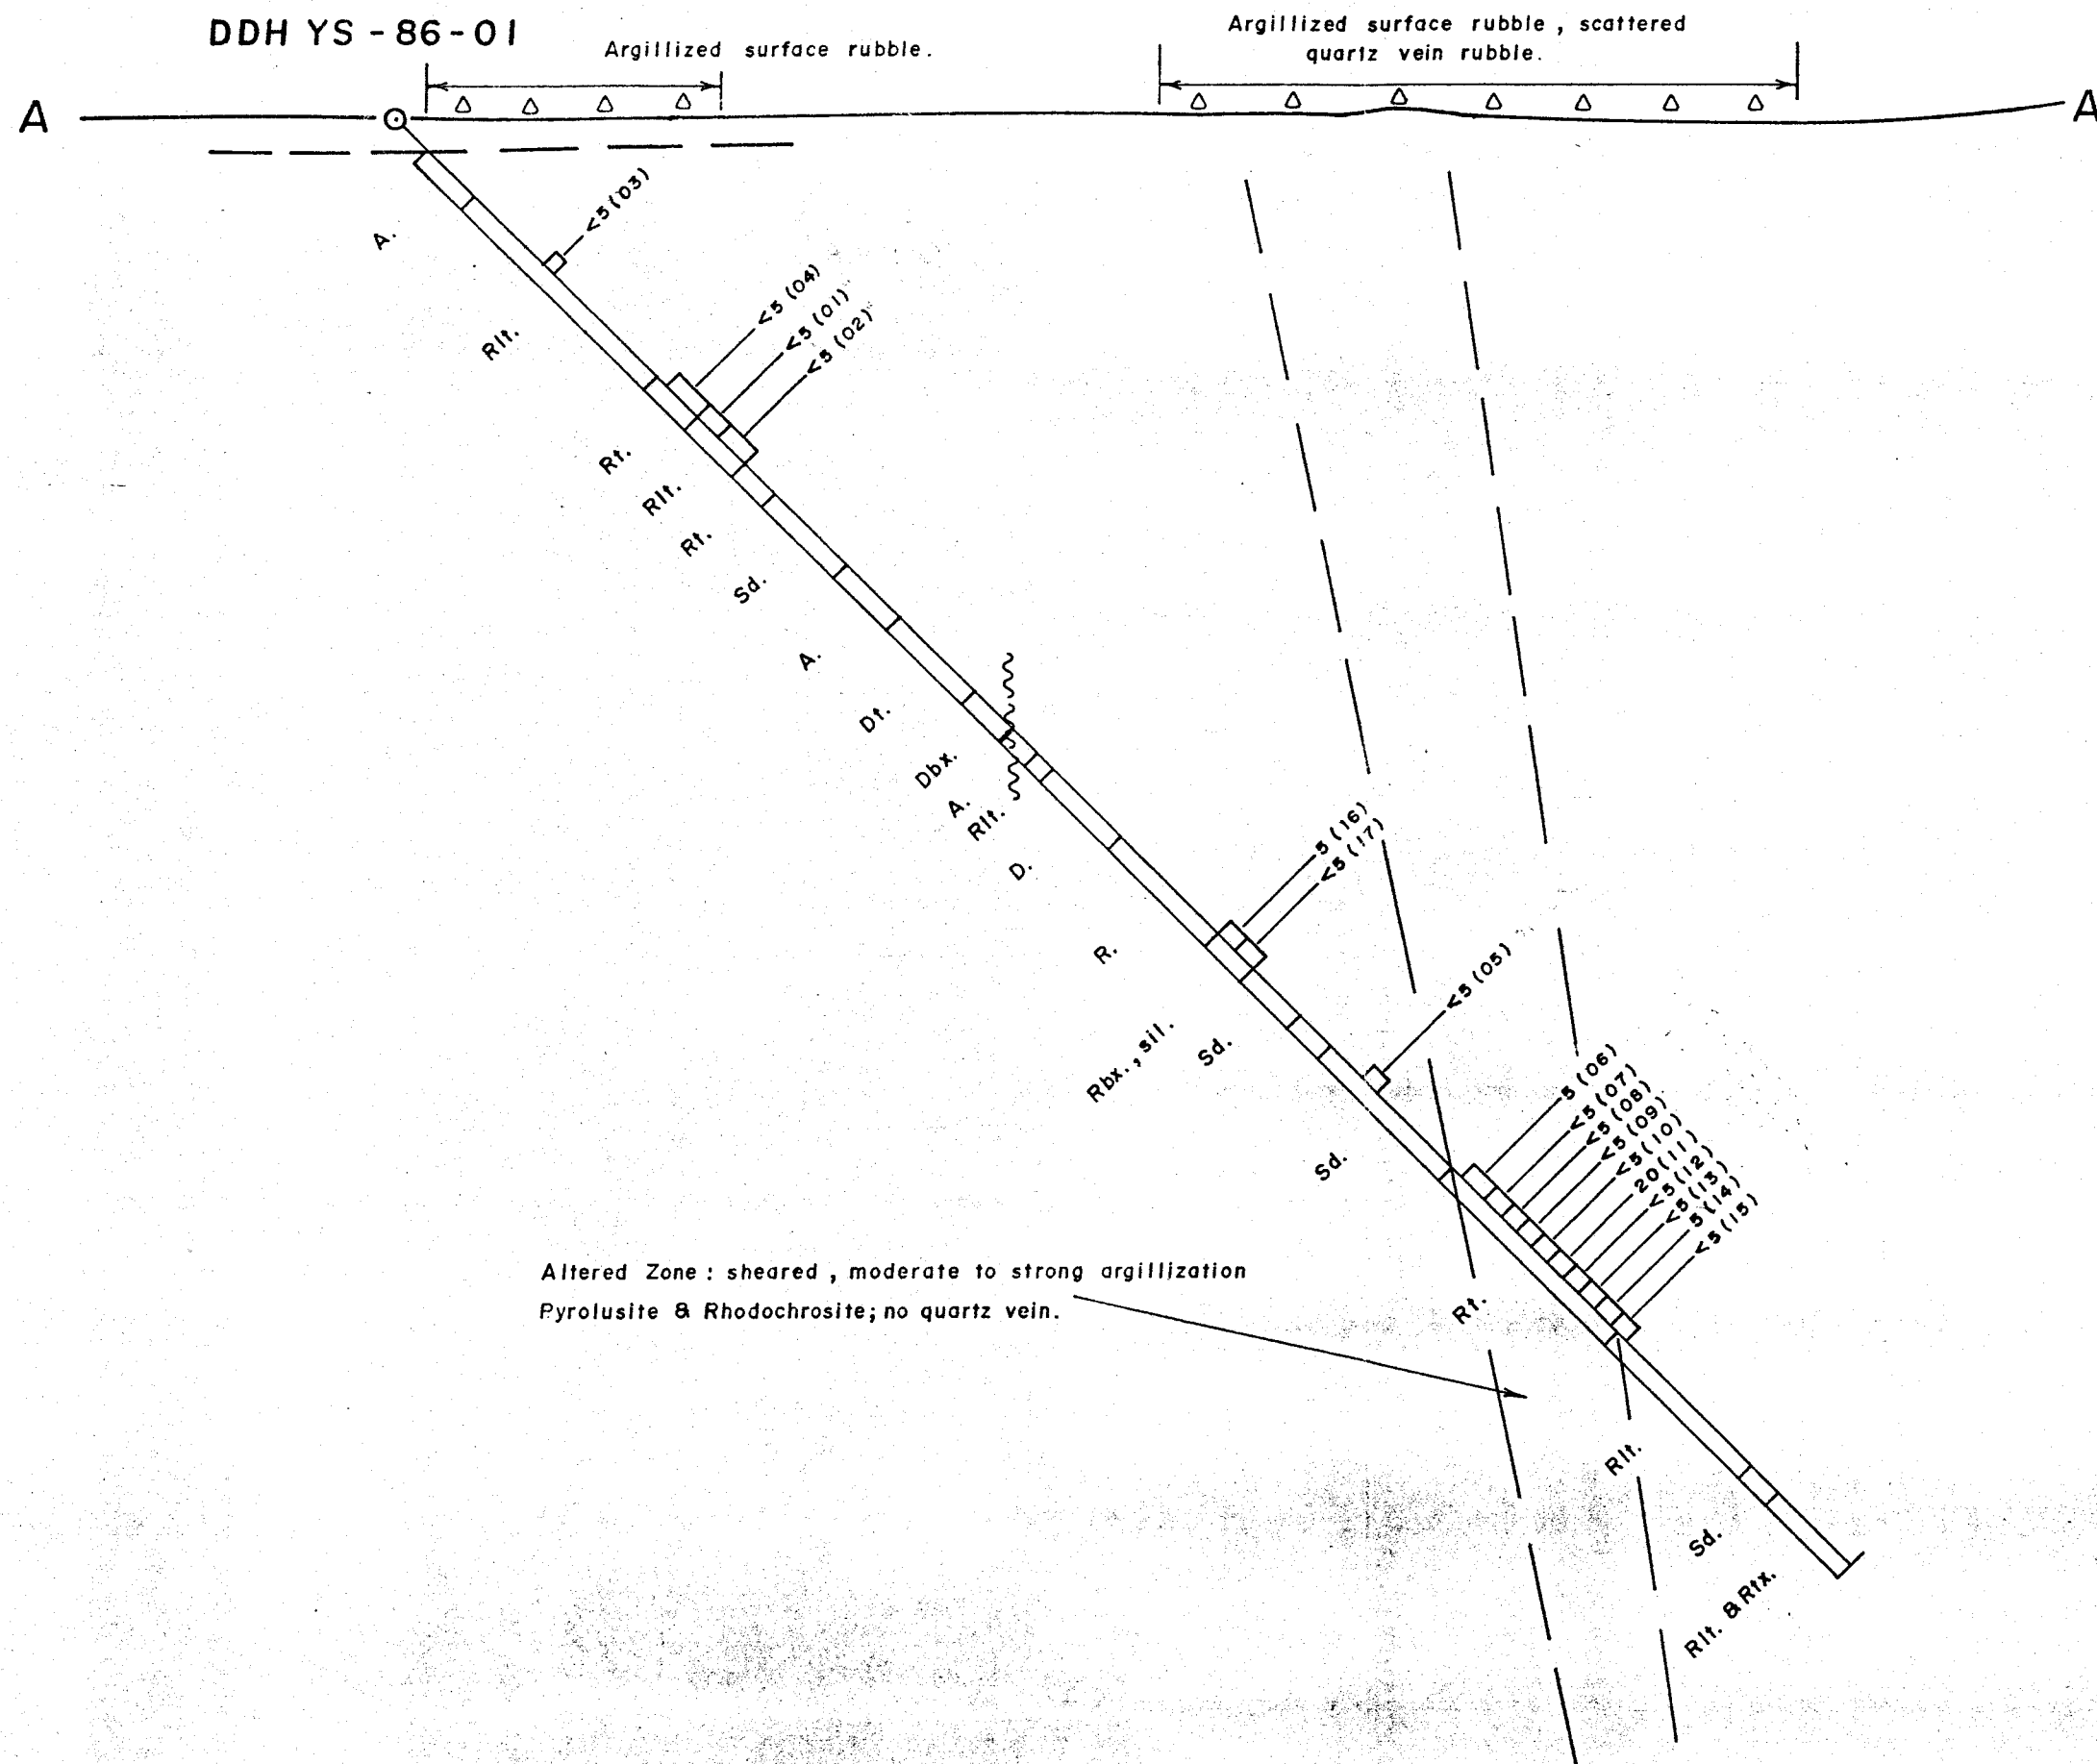 DDH YS-86-01
Argillized surface rubble.
Argillized surface rubble, scattered
quartz vein rubble.
A
A
<5 (03)
A.
<5 (04)
<5 (01)
<5 (02)
Rlt.
Rt.
Rlt.
Rt.
Sd.
A.
Dt.
Dbx.
A.
Rlt.
D.
5 (16)
<5 (17)
R.
<5 (05)
Rbx., sil.
Sd.
5 (06)
<5 (07)
<5 (08)
<5 (09)
<5 (10)
20 (11)
<5 (12)
<5 (13)
5 (14)
<5 (15)
Sd.
Altered Zone: sheared, moderate to strong argillization
Pyrolusite & Rhodochrosite; no quartz vein.
Rt.
Rlt.
Sd.
Rlt. & Rtx.